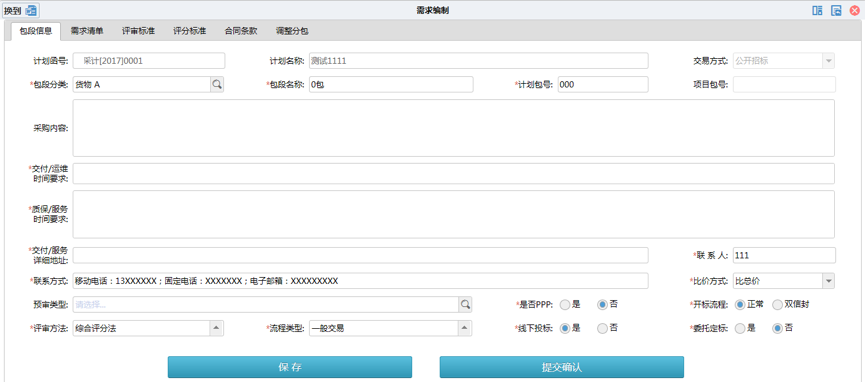 换到 需求编制
包段信息 需求清单 评审标准 评分标准 合同条款 调整分包
计划函号: 采计[2017]0001 计划名称: 测试1111 交易方式: 公开招标
*包段分类: 货物 A *包段名称: 0包 *计划包号: 000 项目包号:
采购内容:
*交付/运维
时间要求:
*质保/服务
时间要求:
*交付/服务
详细地址: *联 系 人: 111
*联系方式: 移动电话：13XXXXXX；固定电话：XXXXXXX；电子邮箱：XXXXXXXXX *比价方式: 比总价
预审类型: 请选择... *是否PPP: 是 否 *开标流程: 正常 双信封
*评审方法: 综合评分法 *流程类型: 一般交易 *线下投标: 是 否 *委托定标: 是 否
保 存 提交确认